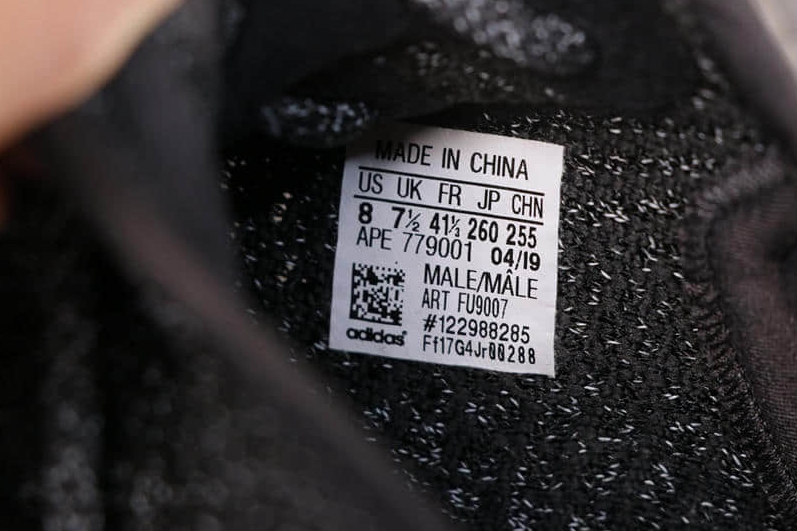 MADE IN CHINA
US UK FR JP CHN
8 7½ 41⅓ 260 255
APE 779001 04/19
MALE/MÂLE
ART FU9007
#122988285
Ff17G4Jr00288
adidas